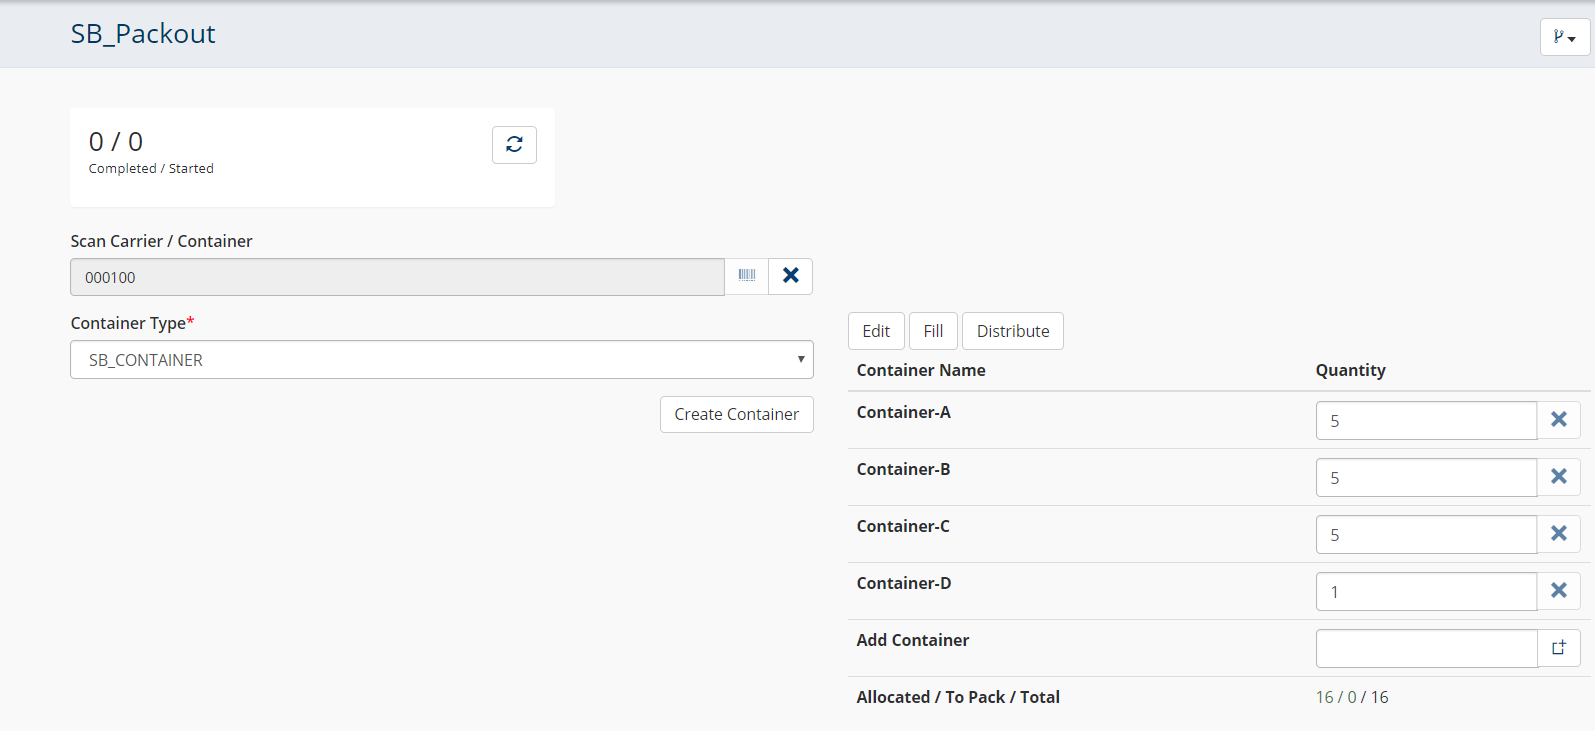 SB_Packout
0 / 0
Completed / Started
Scan Carrier / Container
000100
Container Type*
SB_CONTAINER
Create Container
Edit Fill Distribute
Container Name Quantity
Container-A 5
Container-B 5
Container-C 5
Container-D 1
Add Container
Allocated / To Pack / Total 16 / 0 / 16